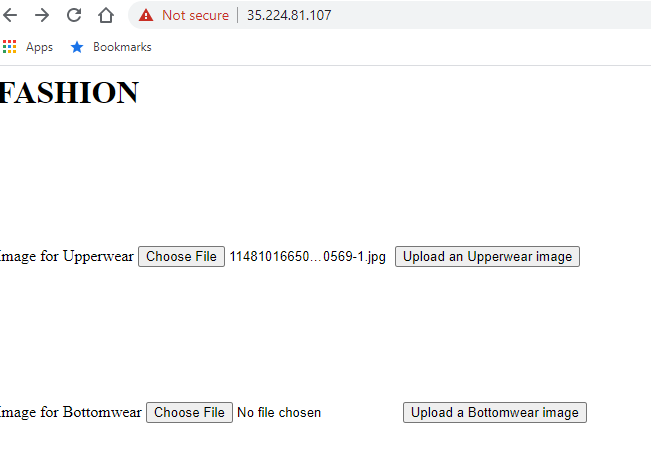 Not secure | 35.224.81.107
Apps Bookmarks
FASHION
Image for Upperwear Choose File 11481016650...0569-1.jpg Upload an Upperwear image
Image for Bottomwear Choose File No file chosen Upload a Bottomwear image